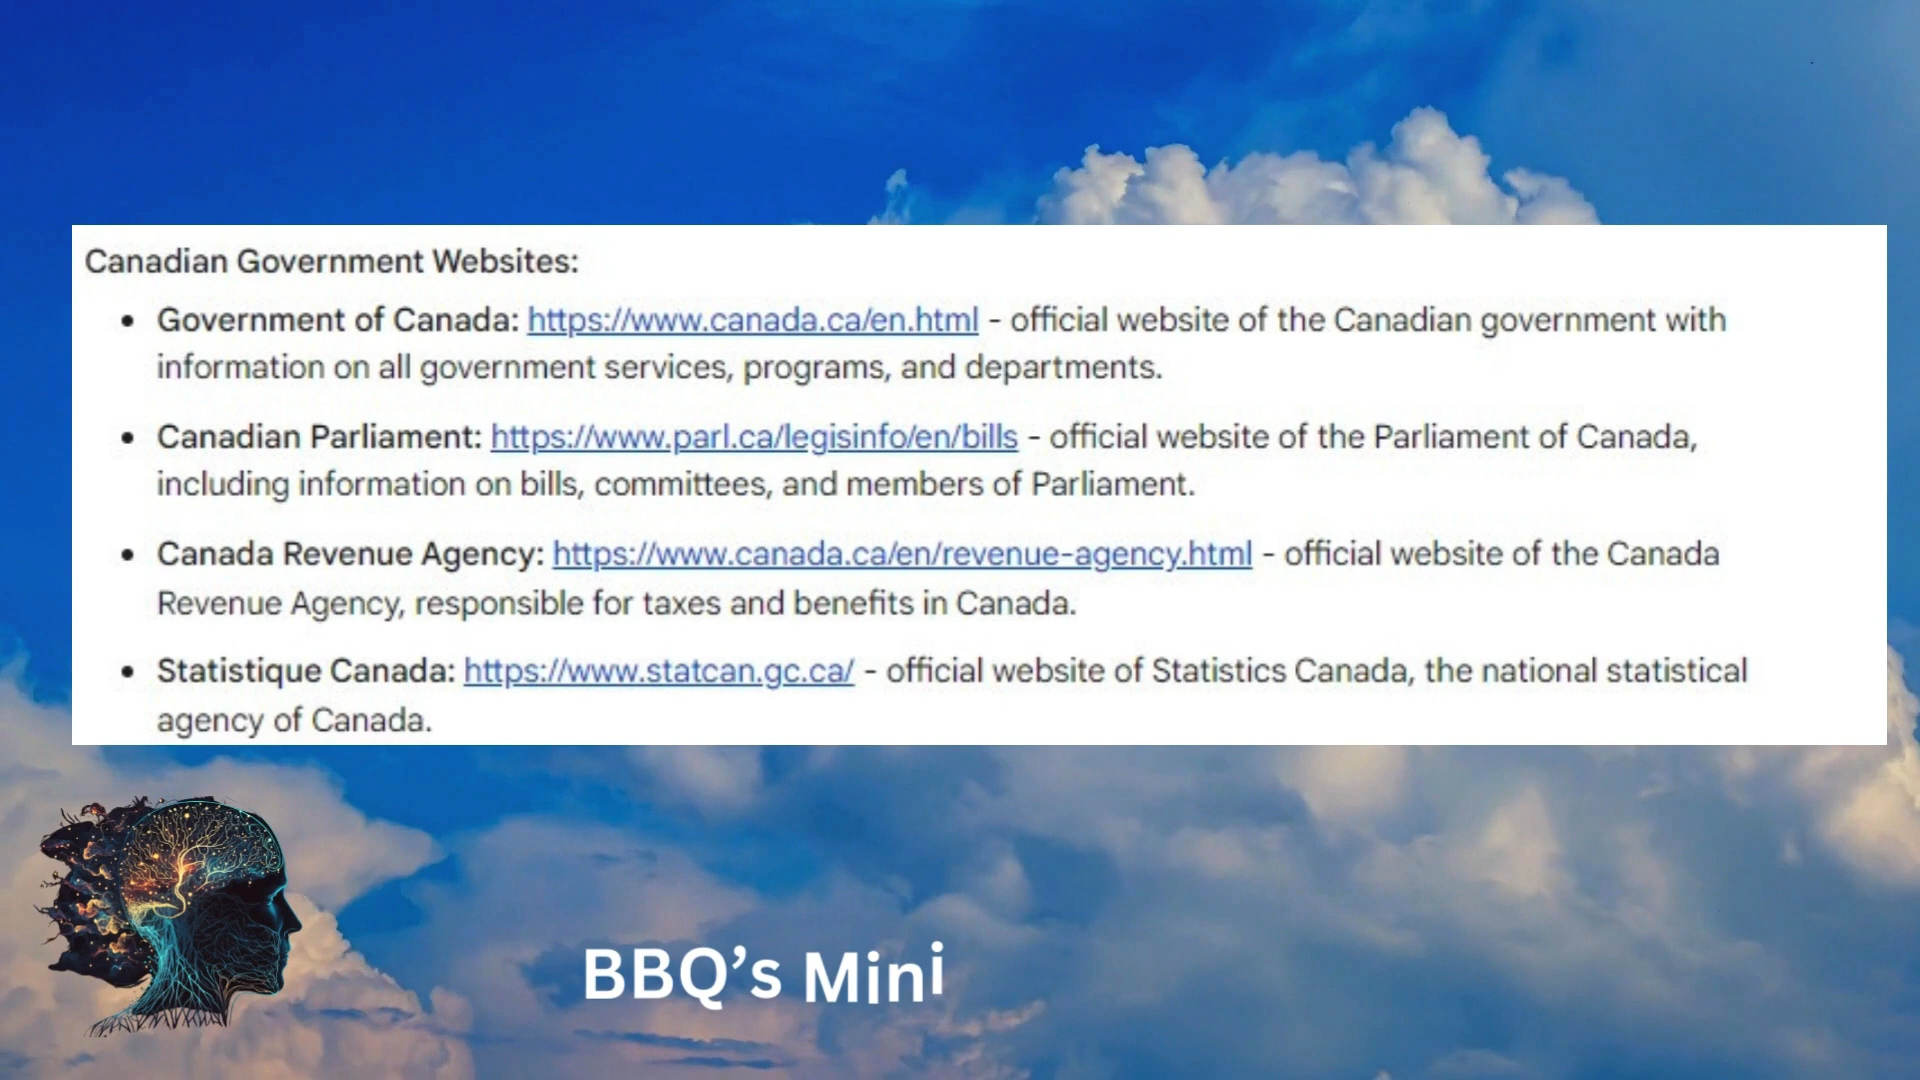 Canadian Government Websites:
• Government of Canada: https://www.canada.ca/en.html - official website of the Canadian government with
information on all government services, programs, and departments.
• Canadian Parliament: https://www.parl.ca/legisinfo/en/bills - official website of the Parliament of Canada,
including information on bills, committees, and members of Parliament.
• Canada Revenue Agency: https://www.canada.ca/en/revenue-agency.html - official website of the Canada
Revenue Agency, responsible for taxes and benefits in Canada.
• Statistique Canada: https://www.statcan.gc.ca/ - official website of Statistics Canada, the national statistical
agency of Canada.
BBQ’s Mini